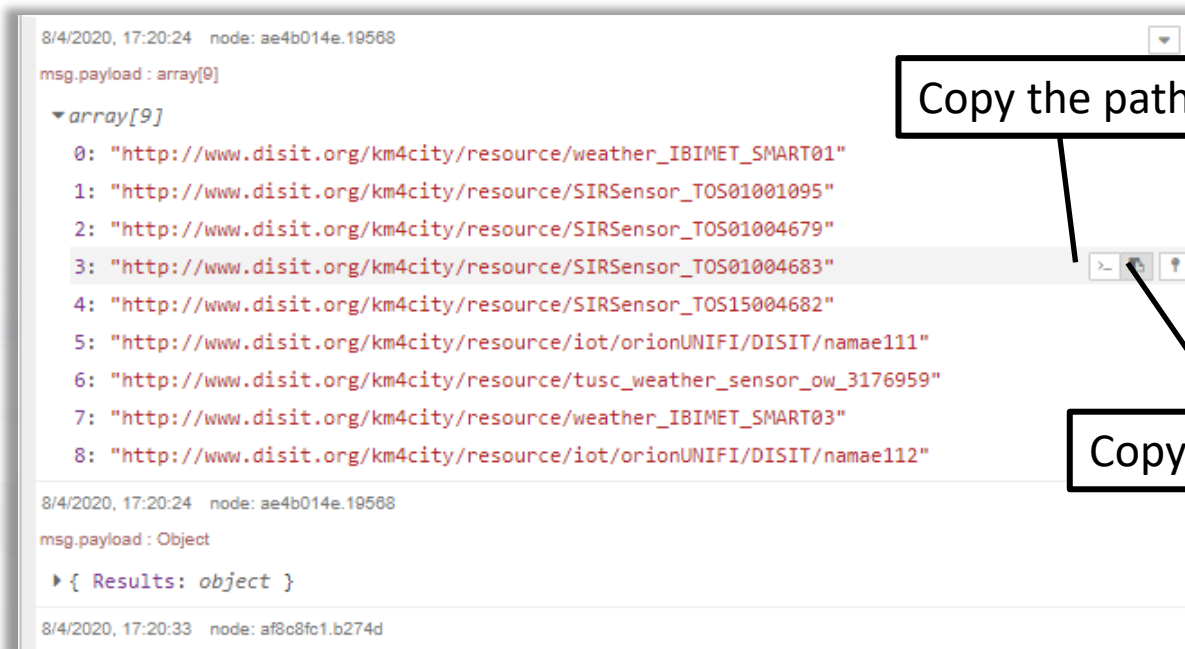 8/4/2020, 17:20:24 node: ae4b014e.19568
msg.payload : array[9]
Copy the path
array[9]
0: "http://www.disit.org/km4city/resource/weather_IBIMET_SMART01"
1: "http://www.disit.org/km4city/resource/SIRSensor_TOS01001095"
2: "http://www.disit.org/km4city/resource/SIRSensor_TOS01004679"
3: "http://www.disit.org/km4city/resource/SIRSensor_TOS01004683"
4: "http://www.disit.org/km4city/resource/SIRSensor_TOS15004682"
5: "http://www.disit.org/km4city/resource/iot/orionUNIFI/DISIT/namae111"
6: "http://www.disit.org/km4city/resource/tusc_weather_sensor_ow_3176959"
7: "http://www.disit.org/km4city/resource/weather_IBIMET_SMART03"
8: "http://www.disit.org/km4city/resource/iot/orionUNIFI/DISIT/namae112"
Copy
8/4/2020, 17:20:24 node: ae4b014e.19568
msg.payload : Object
{ Results: object }
8/4/2020, 17:20:33 node: af8c8fc1.b274d